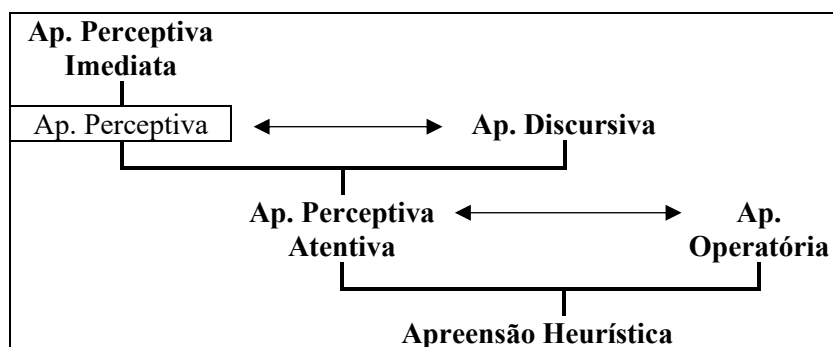 Ap. Perceptiva
Imediata
Ap. Perceptiva
Ap. Discursiva
Ap. Perceptiva
Atentiva
Ap.
Operatória
Apreensão Heurística